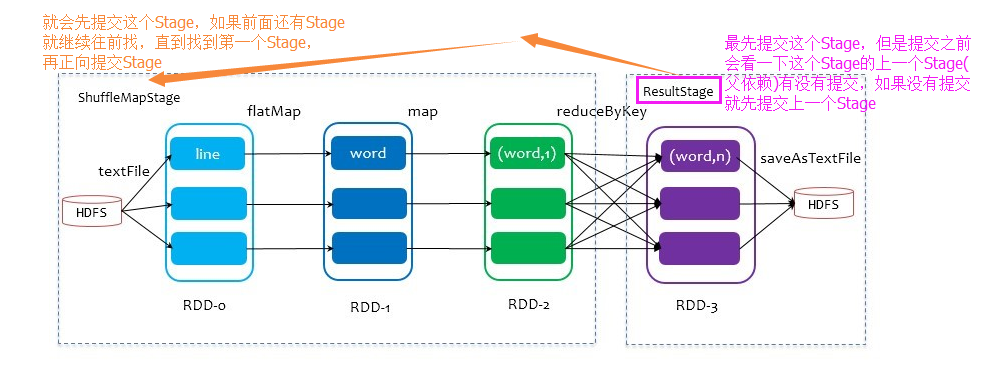 就会先提交这个Stage，如果前面还有Stage
就继续往前找，直到找到第一个Stage，
再正向提交Stage
最先提交这个Stage，但是提交之前
会看一下这个Stage的上一个Stage(
父依赖)有没有提交，如果没有提交
就先提交上一个Stage
ShuffleMapStage
ResultStage
flatMap
map
reduceByKey
textFile
line
word
(word,1)
(word,n)
saveAsTextFile
HDFS
HDFS
RDD-0
RDD-1
RDD-2
RDD-3